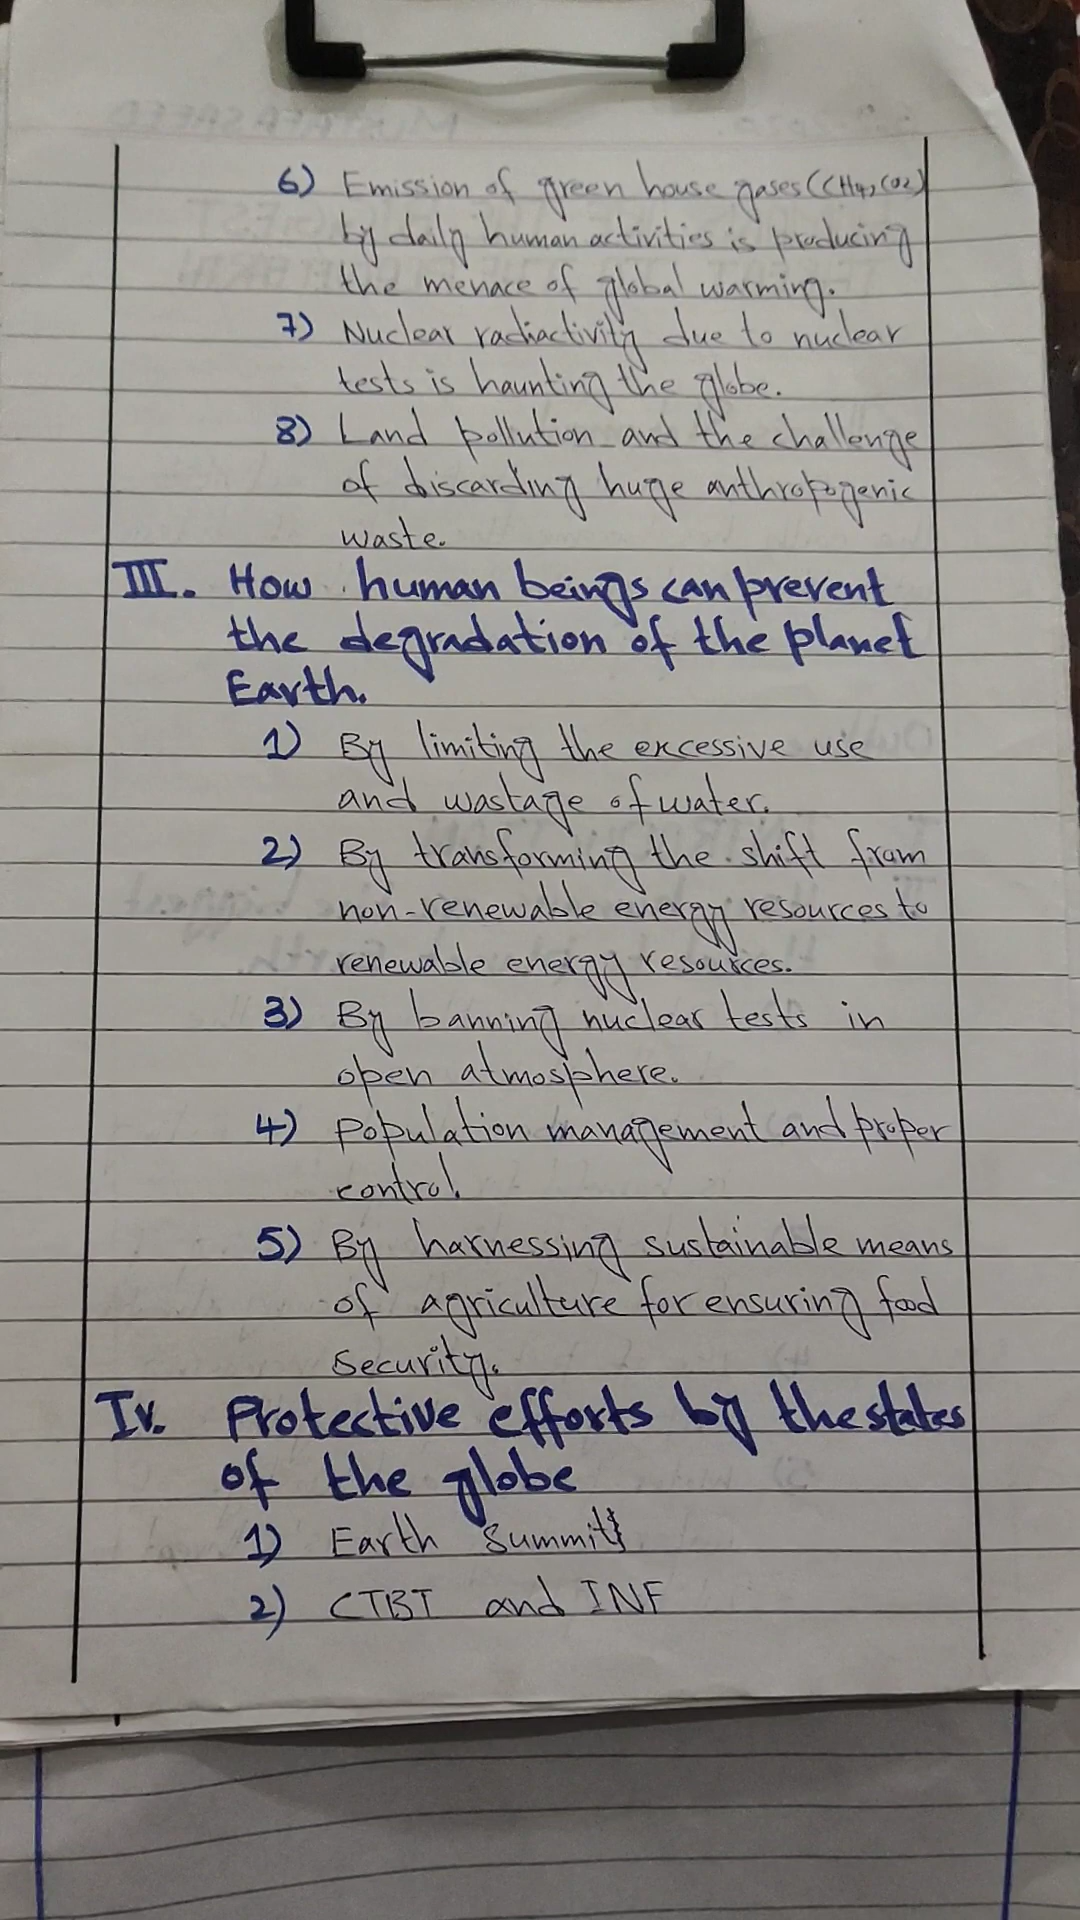 6) Emission of green house gases (CH4, CO2)
by daily human activities is producing
the menace of global warming.
7) Nuclear radiactivity due to nuclear
tests is haunting the globe.
8) Land pollution and the challenge
of discarding huge anthropogenic
waste.
III. How human beings can prevent
the degradation of the planet
Earth.
1) By limiting the excessive use
and wastage of water.
2) By transforming the shift from
non-renewable energy resources to
renewable energy resources.
3) By banning nuclear tests in
open atmosphere.
4) Population management and proper
control.
5) By harnessing sustainable means
of agriculture for ensuring food
security.
Iv. Protective efforts by the states
of the globe
1) Earth Summit
2) CTBT and INF